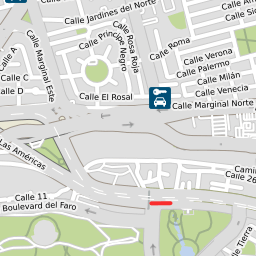 Calle Jardines del Norte
Calle A
Calle Marginal Este
Calle Príncipe Negro
Calle Rosa Roja
Calle Roma
Calle Verona
Calle Palermo
Calle Milán
Calle Venecia
Calle D
Calle El Rosal
Calle Marginal Norte
Las Américas
Calle 26
Calle 11
Boulevard del Faro
Calle Tierra